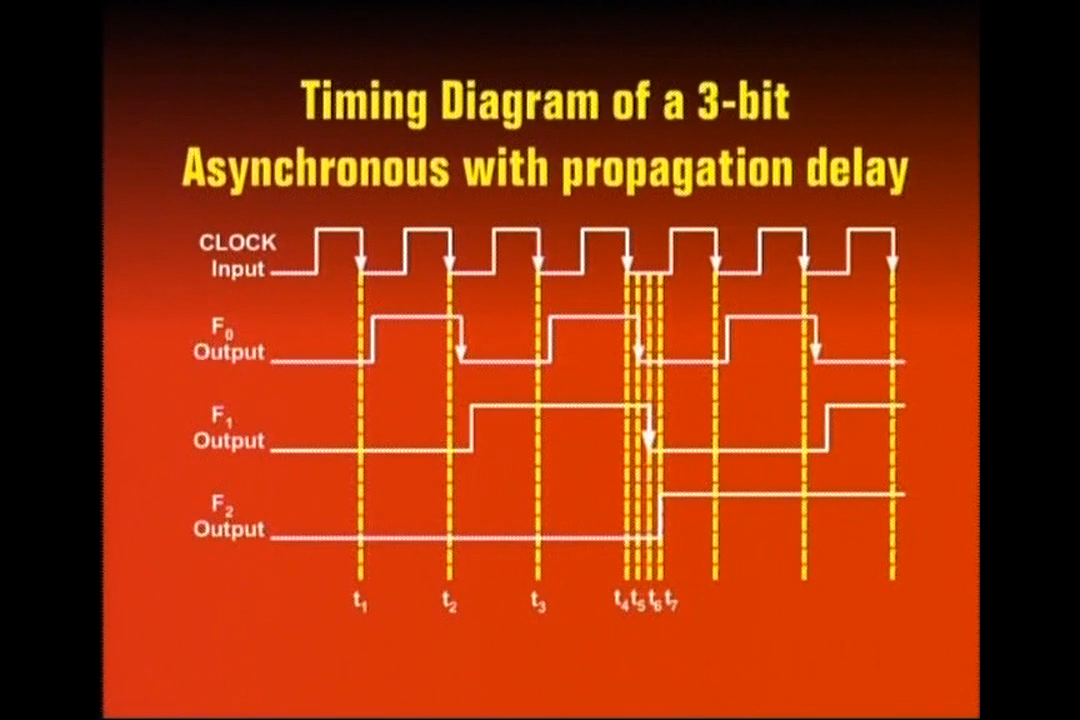 Timing Diagram of a 3-bit
Asynchronous with propagation delay
CLOCK
Input
F₀
Output
F₁
Output
F₂
Output
t₁ t₂ t₃ t₄ t₅ t₆ t₇